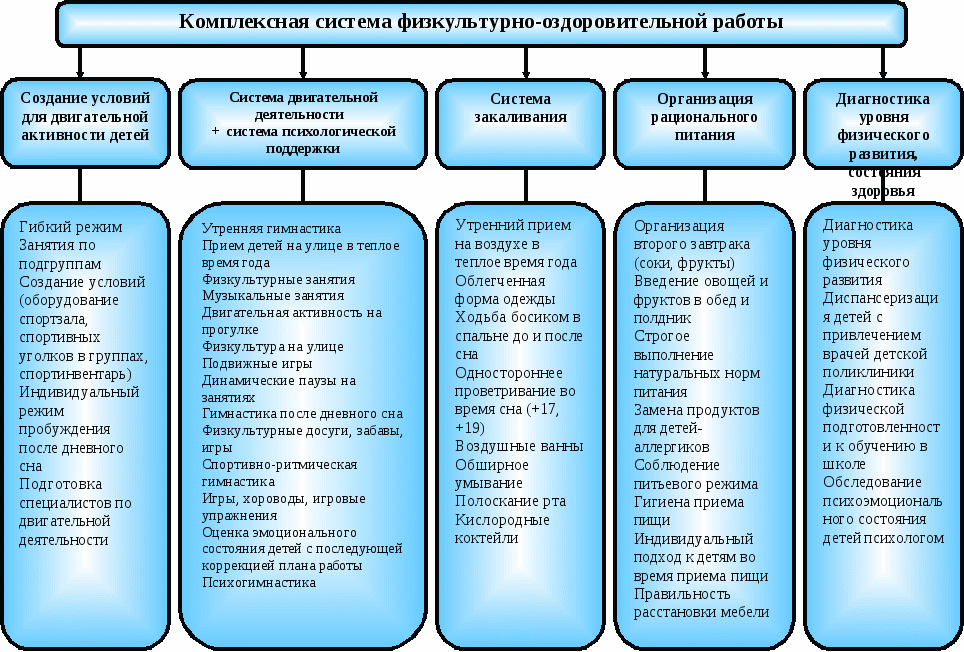 Комплексная система физкультурно-оздоровительной работы
Создание условий
для двигательной
активности детей
Система двигательной
деятельности
+ система психологической
поддержки
Система
закаливания
Организация
рационального
питания
Диагностика
уровня
физического
развития,
состояния
здоровья
Гибкий режим
Занятия по
подгруппам
Создание условий
(оборудование
спортзала,
спортивных
уголков в группах,
спортинвентарь)
Индивидуальный
режим
пробуждения
после дневного
сна
Подготовка
специалистов по
двигательной
деятельности
Утренняя гимнастика
Прием детей на улице в теплое
время года
Физкультурные занятия
Музыкальные занятия
Двигательная активность на
прогулке
Физкультура на улице
Подвижные игры
Динамические паузы на
занятиях
Гимнастика после дневного сна
Физкультурные досуги, забавы,
игры
Спортивно-ритмическая
гимнастика
Игры, хороводы, игровые
упражнения
Оценка эмоционального
состояния детей с последующей
коррекцией плана работы
Психогимнастика
Утренний прием
на воздухе в
теплое время года
Облегченная
форма одежды
Ходьба босиком в
спальне до и после
сна
Одностороннее
проветривание во
время сна (+17,
+19)
Воздушные ванны
Обширное
умывание
Полоскание рта
Кислородные
коктейли
Организация
второго завтрака
(соки, фрукты)
Введение овощей и
фруктов в обед и
полдник
Строгое
выполнение
натуральных норм
питания
Замена продуктов
для детей-
аллергиков
Соблюдение
питьевого режима
Гигиена приема
пищи
Индивидуальный
подход к детям во
время приема пищи
Правильность
расстановки мебели
Диагностика
уровня
физического
развития
Диспансеризаци
я детей с
привлечением
врачей детской
поликлиники
Диагностика
физической
подготовленност
и к обучению в
школе
Обследование
психоэмоциональ
ного состояния
детей психологом